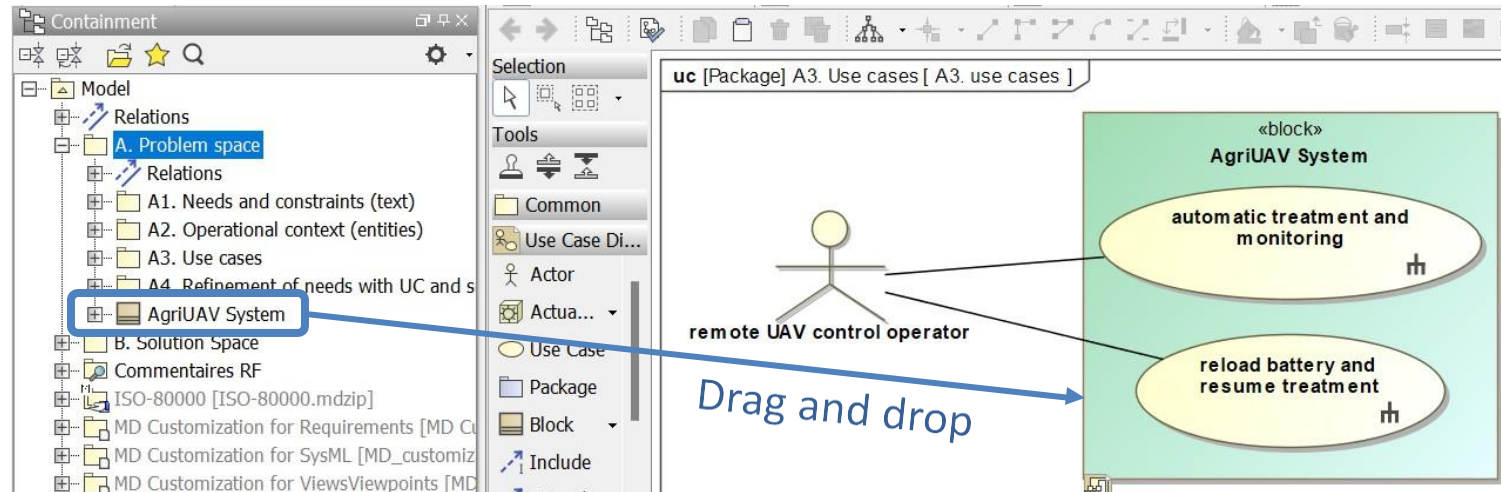 Containment
Model
Relations
A. Problem space
Relations
A1. Needs and constraints (text)
A2. Operational context (entities)
A3. Use cases
A4. Refinement of needs with UC and s
AgriUAV System
B. Solution Space
Commentaires RF
ISO-80000 [ISO-80000.mdzip]
MD Customization for Requirements [MD Cu
MD Customization for SysML [MD_customiz
MD Customization for ViewsViewpoints [MD
Selection
Tools
Common
Use Case Di...
Actor
Actua...
Use Case
Package
Block
Include
uc [Package] A3. Use cases [ A3. use cases ]
«block»
AgriUAV System
automatic treatment and
monitoring
remote UAV control operator
reload battery and
resume treatment
Drag and drop